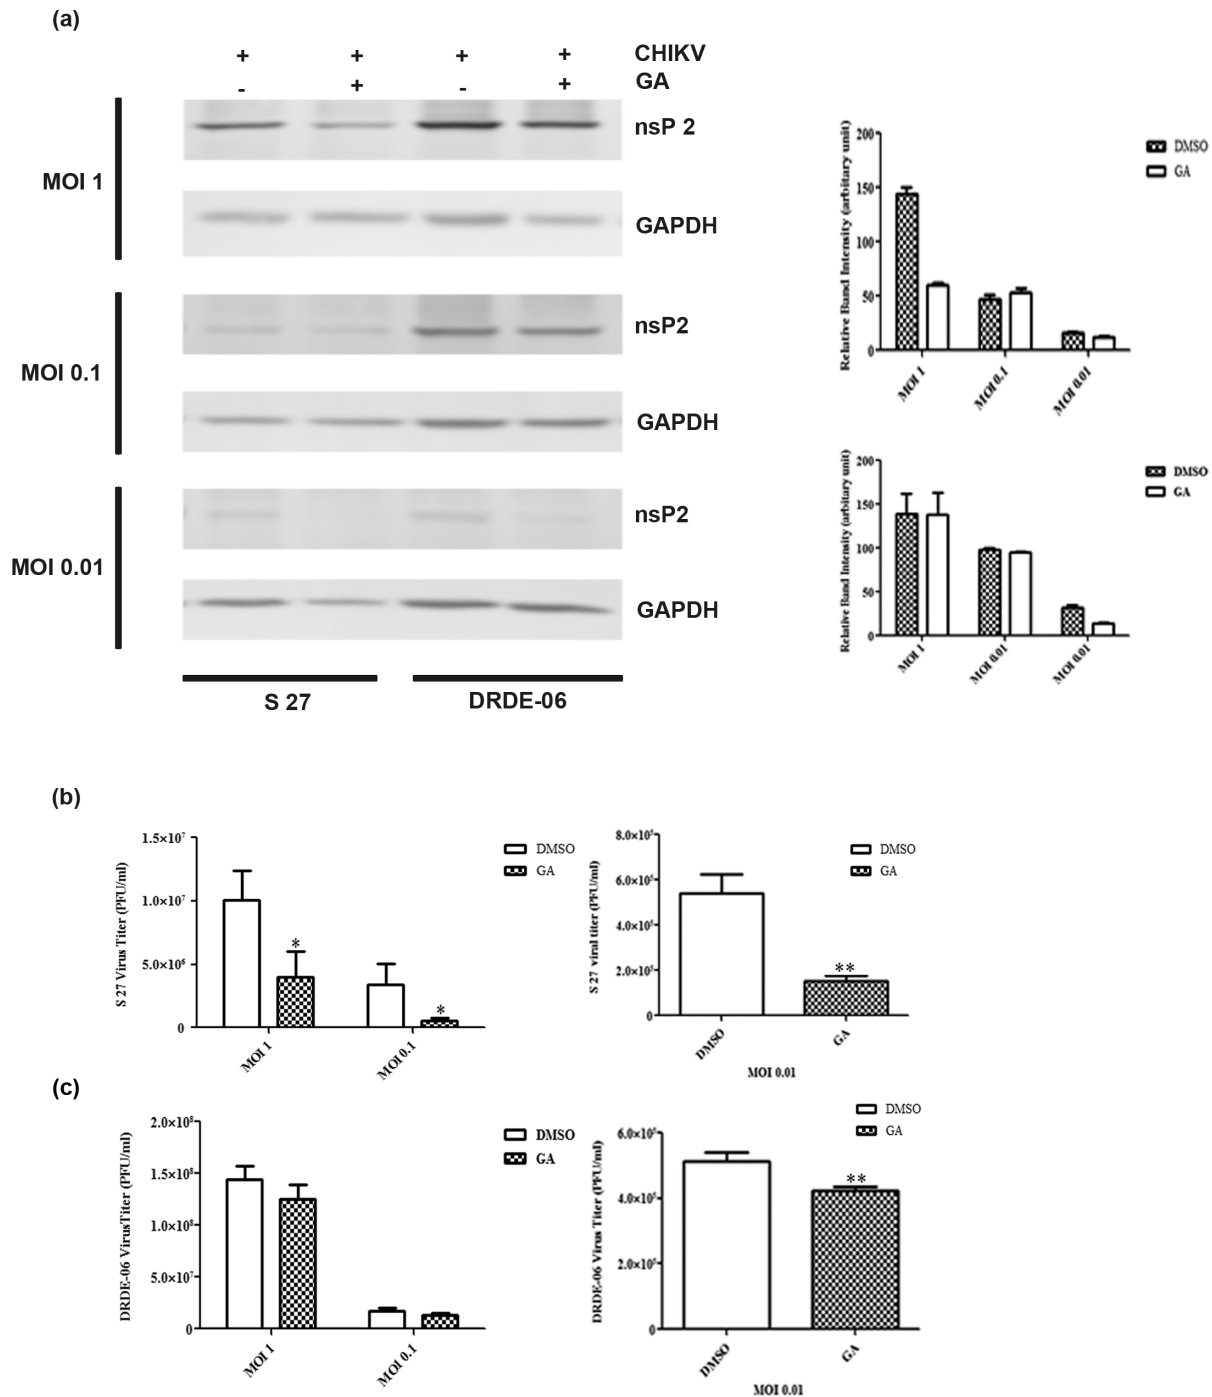 (a)
+ + + + CHIKV
- + - + GA
MOI 1
nsP 2
GAPDH
MOI 0.1
nsP2
GAPDH
MOI 0.01
nsP2
GAPDH
S 27
DRDE-06
Relative Band Intensity (arbitary unit)
200
150
100
50
0
MOI 1
MOI 0.1
MOI 0.01
DMSO
GA
Relative Band Intensity (arbitary unit)
200
150
100
50
0
MOI 1
MOI 0.01
MOI 0.01
DMSO
GA
(b)
S 27 Virus Titer (PFU/ml)
1.5×10⁷
1.0×10⁷
5.0×10⁶
0
*
*
MOI 1
MOI 0.1
DMSO
GA
S 27 viral titer (PFU/ml)
8.0×10⁵
6.0×10⁵
4.0×10⁵
2.0×10⁵
0
**
DMSO
GA
MOI 0.01
DMSO
GA
(c)
DRDE-06 VirusTiter (PFU/ml)
2.0×10⁸
1.5×10⁸
1.0×10⁸
5.0×10⁷
0
MOI 1
MOI 0.1
DMSO
GA
DRDE-06 Virus Titer (PFU/ml)
6.0×10⁵
4.0×10⁵
2.0×10⁵
0
**
DMSO
GA
MOI 0.01
DMSO
GA